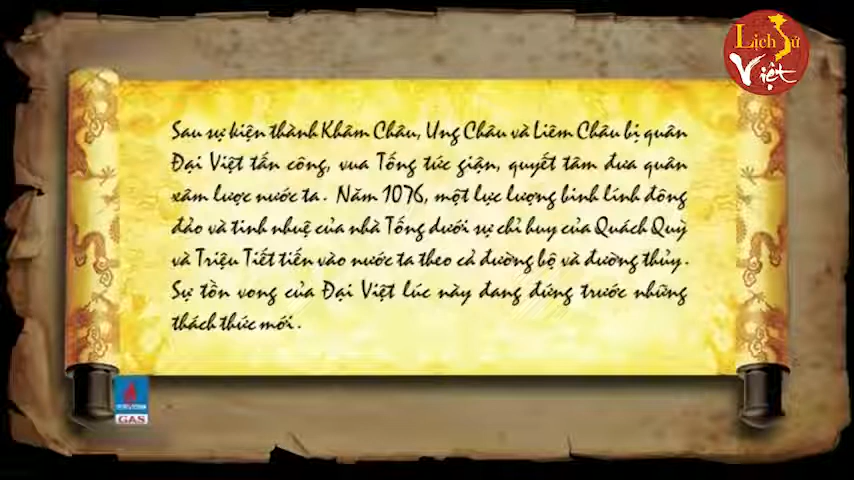 Lịch Sử
Việt
Sau sự kiện thành Khâm Châu, Ung Châu và Liêm Châu bị quân
Đại Việt tấn công, vua Tống tức giận, quyết tâm đưa quân
xâm lược nước ta. Năm 1076, một lực lượng binh lính đông
đảo và tinh nhuệ của nhà Tống dưới sự chỉ huy của Quách Quỳ
và Triệu Tiết tiến vào nước ta theo cả đường bộ và đường thủy.
Sự tồn vong của Đại Việt lúc này đang đứng trước những
thách thức mới.
GAS